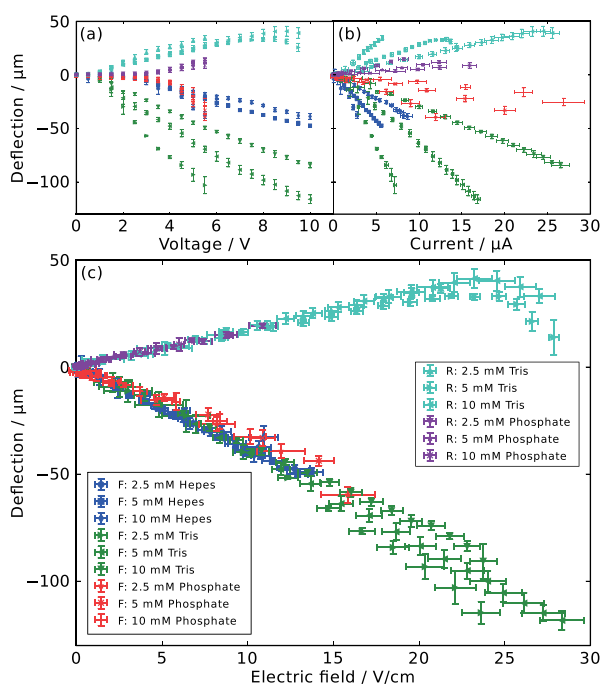 (a)
(b)
50
0
−50
−100
Deflection / μm
0
2
4
6
8
10
0
5
10
15
20
25
30
Voltage / V
Current / μA
(c)
50
0
−50
−100
Deflection / μm
R: 2.5 mM Tris
R: 5 mM Tris
R: 10 mM Tris
R: 2.5 mM Phosphate
R: 5 mM Phosphate
R: 10 mM Phosphate
F: 2.5 mM Hepes
F: 5 mM Hepes
F: 10 mM Hepes
F: 2.5 mM Tris
F: 5 mM Tris
F: 10 mM Tris
F: 2.5 mM Phosphate
F: 5 mM Phosphate
F: 10 mM Phosphate
0
5
10
15
20
25
30
Electric field / V/cm